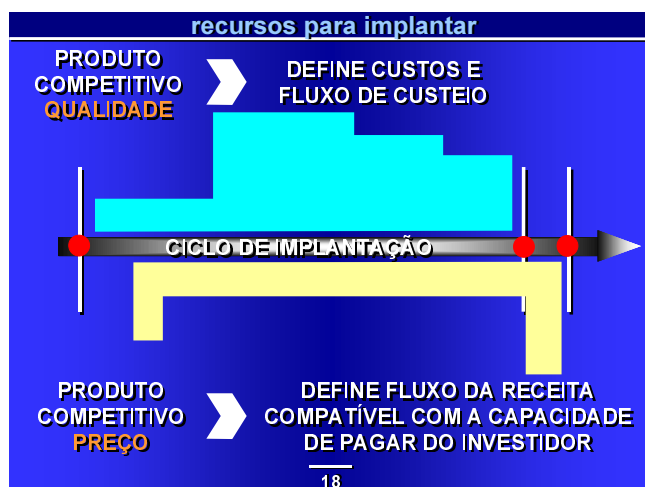 recursos para implantar
PRODUTO
COMPETITIVO
QUALIDADE
DEFINE CUSTOS E
FLUXO DE CUSTEIO
CICLO DE IMPLANTAÇÃO
PRODUTO
COMPETITIVO
PREÇO
DEFINE FLUXO DA RECEITA
COMPATÍVEL COM A CAPACIDADE
DE PAGAR DO INVESTIDOR
18